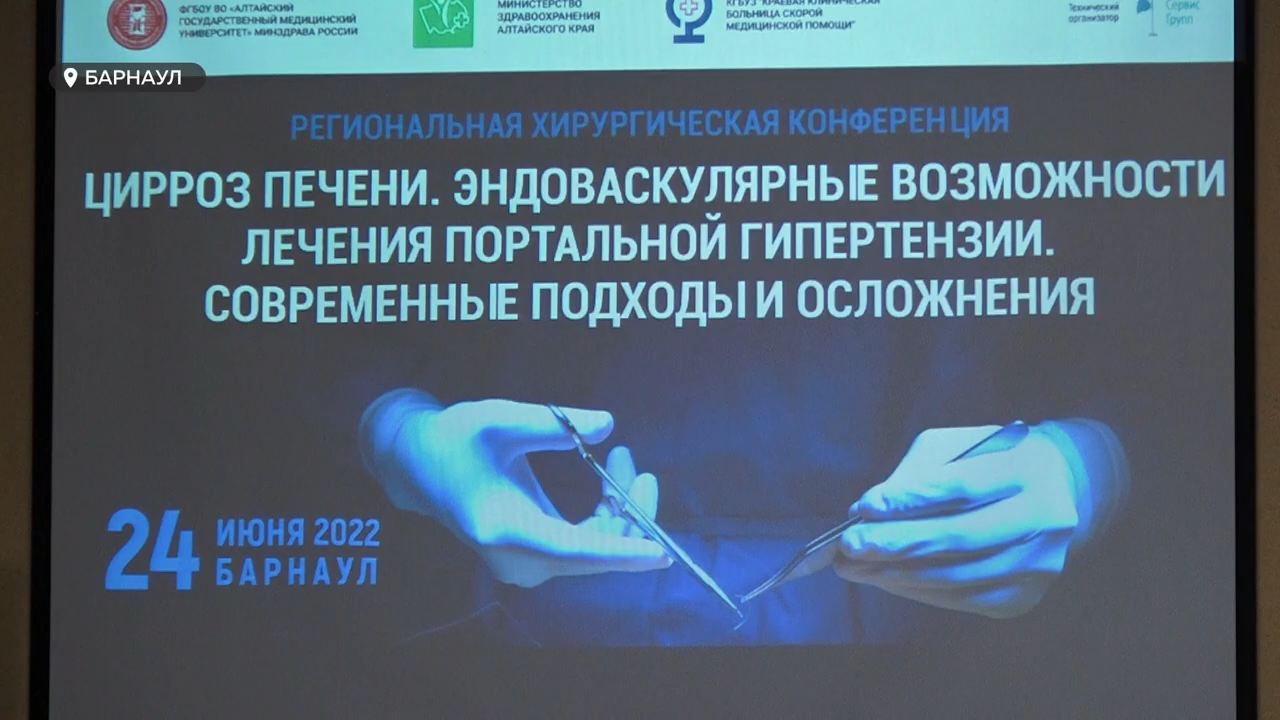 ФГБОУ ВО «АЛТАЙСКИЙ
ГОСУДАРСТВЕННЫЙ МЕДИЦИНСКИЙ
УНИВЕРСИТЕТ» МИНЗДРАВА РОССИИ
МИНИСТЕРСТВО
ЗДРАВООХРАНЕНИЯ
АЛТАЙСКОГО КРАЯ
КГБУЗ "КРАЕВАЯ КЛИНИЧЕСКАЯ
БОЛЬНИЦА СКОРОЙ
МЕДИЦИНСКОЙ ПОМОЩИ"
Технический
организатор
Сервис
Групп
БАРНАУЛ
РЕГИОНАЛЬНАЯ ХИРУРГИЧЕСКАЯ КОНФЕРЕНЦИЯ
ЦИРРОЗ ПЕЧЕНИ. ЭНДОВАСКУЛЯРНЫЕ ВОЗМОЖНОСТИ
ЛЕЧЕНИЯ ПОРТАЛЬНОЙ ГИПЕРТЕНЗИИ.
СОВРЕМЕННЫЕ ПОДХОДЫ И ОСЛОЖНЕНИЯ
24 ИЮНЯ 2022
БАРНАУЛ